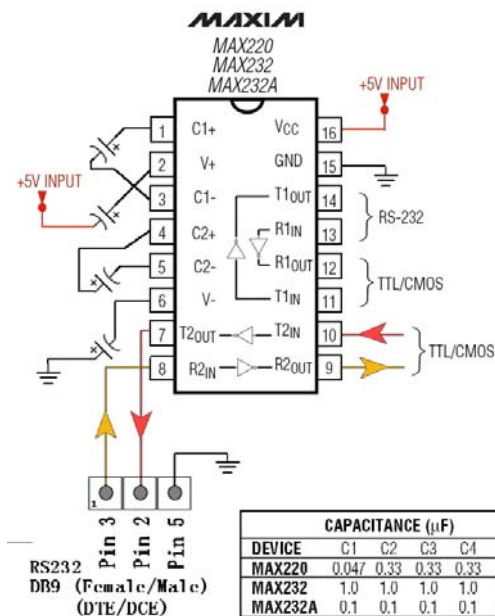 MAXIM
MAX220
MAX232
MAX232A
+5V INPUT
+5V INPUT
1 C1+ VCC 16
2 V+ GND 15
3 C1- T1OUT 14
4 C2+ R1IN 13
5 C2- R1OUT 12
6 V- T1IN 11
7 T2OUT T2IN 10
8 R2IN R2OUT 9
RS-232
TTL/CMOS
TTL/CMOS
1
Pin 3
Pin 2
Pin 5
RS232
DB9 (Female/Male)
(DTE/DCE)
CAPACITANCE (µF)
DEVICE C1 C2 C3 C4
MAX220 0.047 0.33 0.33 0.33
MAX232 1.0 1.0 1.0 1.0
MAX232A 0.1 0.1 0.1 0.1